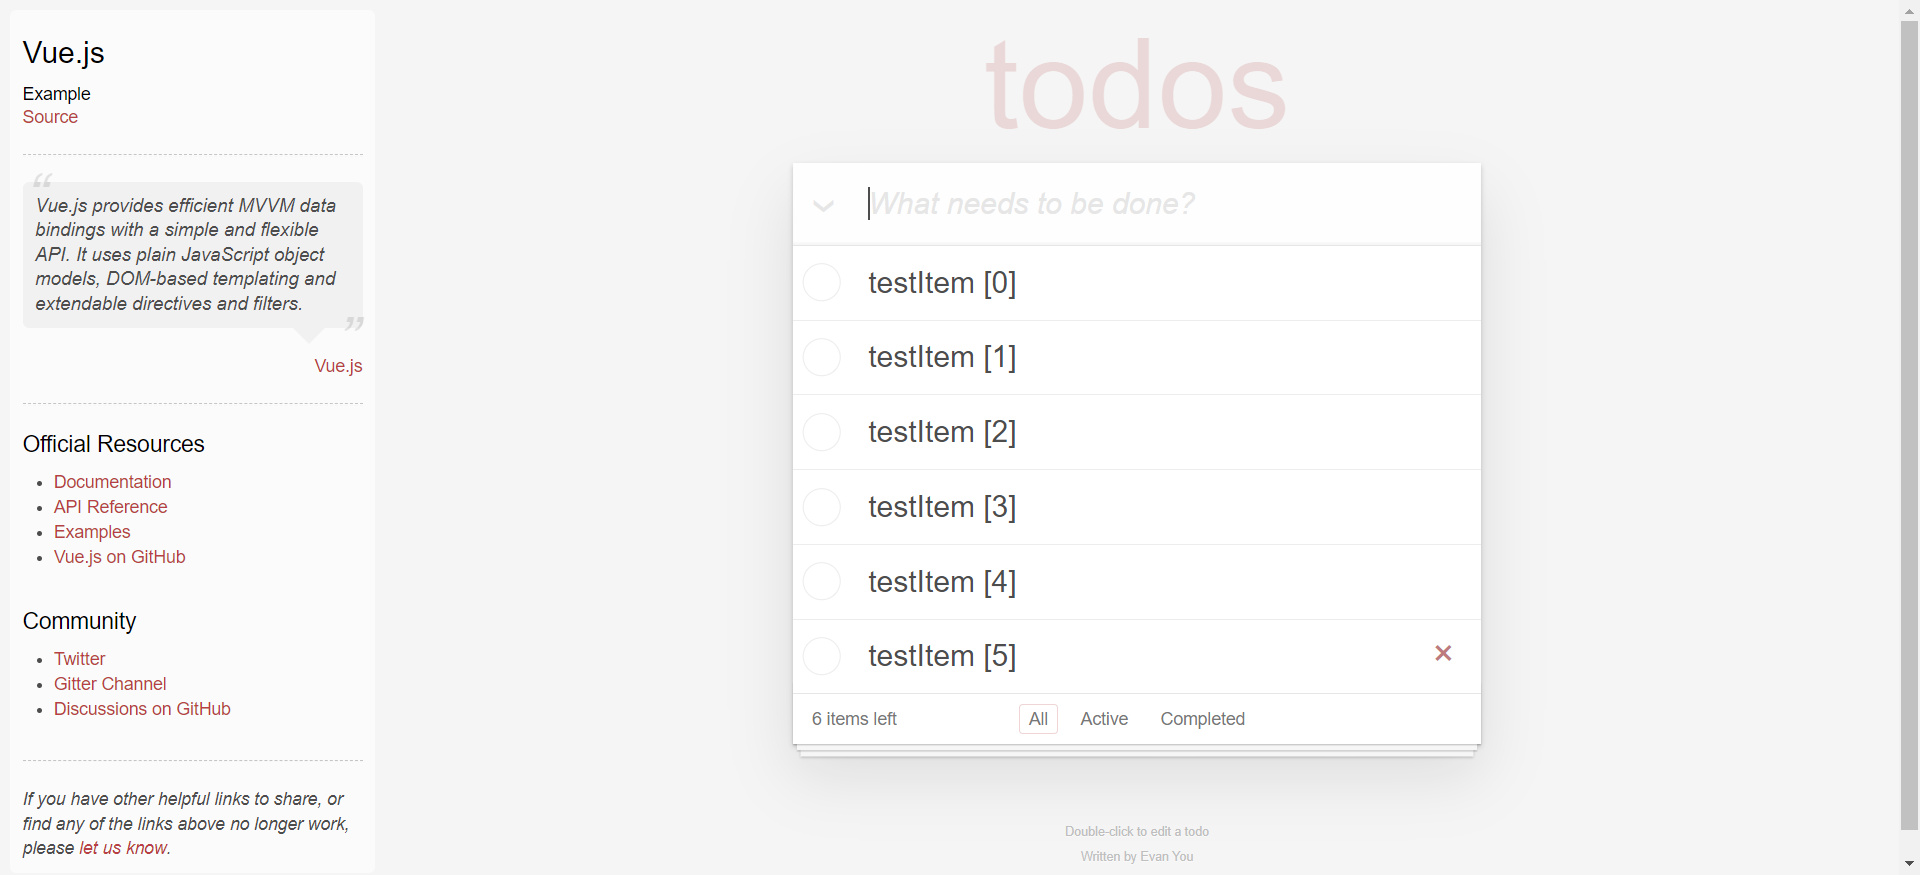 Vue.js
Example
Source
“
Vue.js provides efficient MVVM data
bindings with a simple and flexible
API. It uses plain JavaScript object
models, DOM-based templating and
extendable directives and filters.
”
Vue.js
Official Resources
Documentation
API Reference
Examples
Vue.js on GitHub
Community
Twitter
Gitter Channel
Discussions on GitHub
If you have other helpful links to share, or
find any of the links above no longer work,
please let us know.
todos
What needs to be done?
testItem [0]
testItem [1]
testItem [2]
testItem [3]
testItem [4]
testItem [5] ×
6 items left All Active Completed
Double-click to edit a todo
Written by Evan You